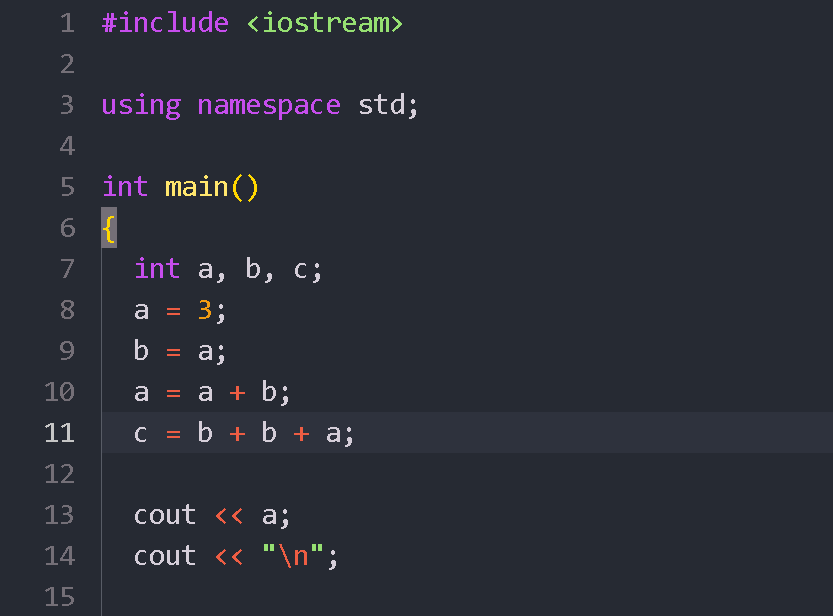 1 #include <iostream>
2
3 using namespace std;
4
5 int main()
6 {
7 int a, b, c;
8 a = 3;
9 b = a;
10 a = a + b;
11 c = b + b + a;
12
13 cout << a;
14 cout << "\n";
15